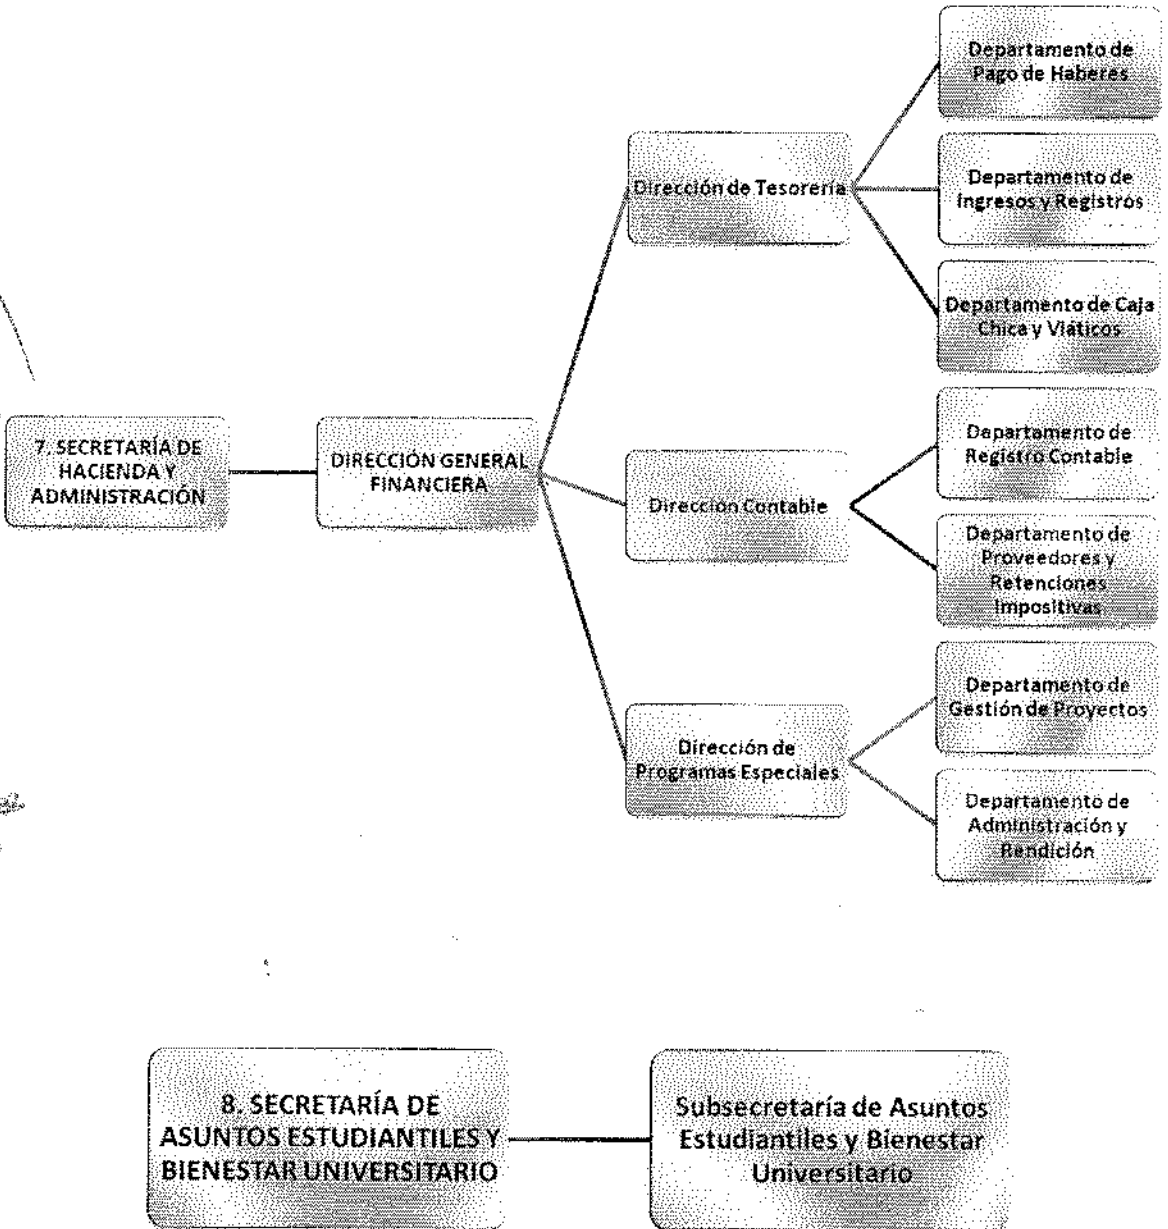 Departamento de
Pago de Haberes
Dirección de Tesorería
Departamento de
Ingresos y Registros
Departamento de Caja
Chica y Viáticos
7. SECRETARÍA DE
HACIENDA Y
ADMINISTRACIÓN
DIRECCIÓN GENERAL
FINANCIERA
Dirección Contable
Departamento de
Registro Contable
Departamento de
Proveedores y
Retenciones
Impositivas
Dirección de
Programas Especiales
Departamento de
Gestión de Proyectos
Departamento de
Administración y
Rendición
8. SECRETARÍA DE
ASUNTOS ESTUDIANTILES Y
BIENESTAR UNIVERSITARIO
Subsecretaría de Asuntos
Estudiantiles y Bienestar
Universitario